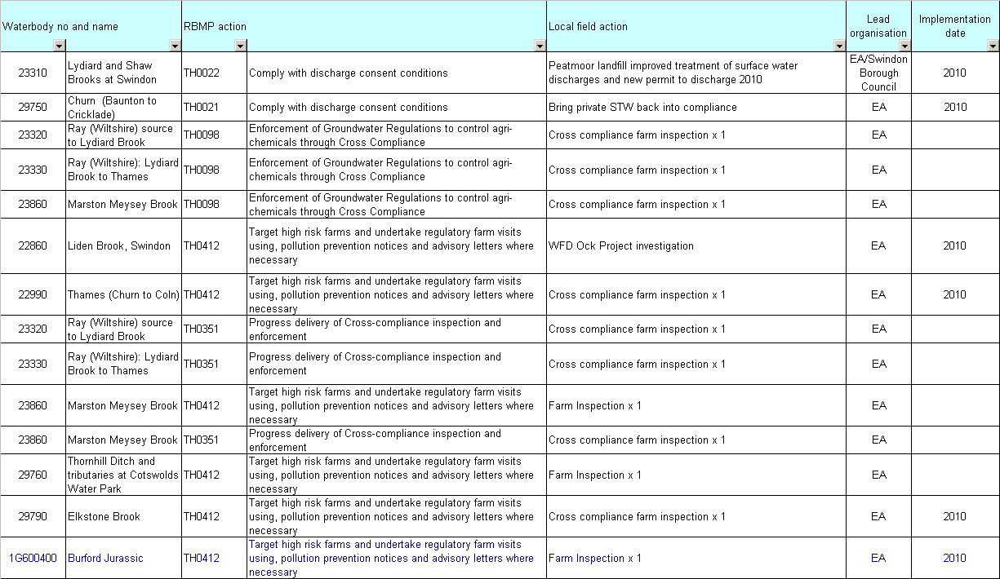 Waterbody no and name
RBMP action
Local field action
Lead
organisation
Implementation
date
23310
Lydiard and Shaw
Brooks at Swindon
TH0022
Comply with discharge consent conditions
Peatmoor landfill improved treatment of surface water
discharges and new permit to discharge 2010
EA/Swindon
Borough
Council
2010
29750
Churn (Baunton to
Cricklade)
TH0021
Comply with discharge consent conditions
Bring private STW back into compliance
EA
2010
23320
Ray (Wiltshire) source
to Lydiard Brook
TH0098
Enforcement of Groundwater Regulations to control agri-
chemicals through Cross Compliance
Cross compliance farm inspection x 1
EA
23330
Ray (Wiltshire): Lydiard
Brook to Thames
TH0098
Enforcement of Groundwater Regulations to control agri-
chemicals through Cross Compliance
Cross compliance farm inspection x 1
EA
23860
Marston Meysey Brook
TH0098
Enforcement of Groundwater Regulations to control agri-
chemicals through Cross Compliance
Cross compliance farm inspection x 1
EA
22860
Liden Brook, Swindon
TH0412
Target high risk farms and undertake regulatory farm visits
using, pollution prevention notices and advisory letters where
necessary
WFD Ock Project investigation
EA
2010
22990
Thames (Churn to Coln)
TH0412
Target high risk farms and undertake regulatory farm visits
using, pollution prevention notices and advisory letters where
necessary
Cross compliance farm inspection x 1
EA
2010
23320
Ray (Wiltshire) source
to Lydiard Brook
TH0351
Progress delivery of Cross-compliance inspection and
enforcement
Cross compliance farm inspection x 1
EA
23330
Ray (Wiltshire): Lydiard
Brook to Thames
TH0351
Progress delivery of Cross-compliance inspection and
enforcement
Cross compliance farm inspection x 1
EA
23860
Marston Meysey Brook
TH0412
Target high risk farms and undertake regulatory farm visits
using, pollution prevention notices and advisory letters where
necessary
Farm Inspection x 1
EA
23860
Marston Meysey Brook
TH0351
Progress delivery of Cross-compliance inspection and
enforcement
Cross compliance farm inspection x 1
EA
29760
Thornhill Ditch and
tributaries at Cotswolds
Water Park
TH0412
Target high risk farms and undertake regulatory farm visits
using, pollution prevention notices and advisory letters where
necessary
Farm Inspection x 1
EA
29790
Elkstone Brook
TH0412
Target high risk farms and undertake regulatory farm visits
using, pollution prevention notices and advisory letters where
necessary
Cross compliance farm inspection x 1
EA
2010
1G600400
Burford Jurassic
TH0412
Target high risk farms and undertake regulatory farm visits
using, pollution prevention notices and advisory letters where
necessary
Farm Inspection x 1
EA
2010